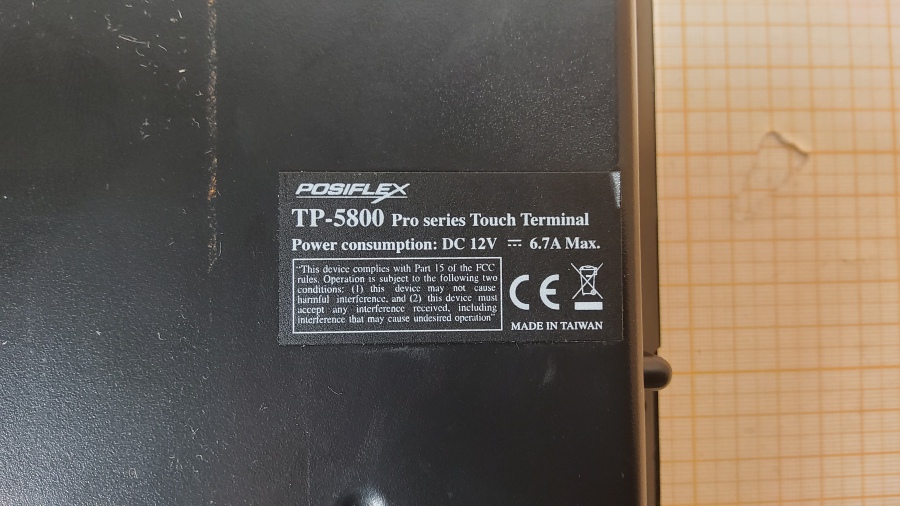 POSIFLEX
TP-5800 Pro series Touch Terminal
Power consumption: DC 12V ⎓ 6.7A Max.
"This device complies with Part 15 of the FCC
rules. Operation is subject to the following two
conditions: (1) this device may not cause
harmful interference, and (2) this device must
accept any interference received, including
interference that may cause undesired operation"
CE
MADE IN TAIWAN